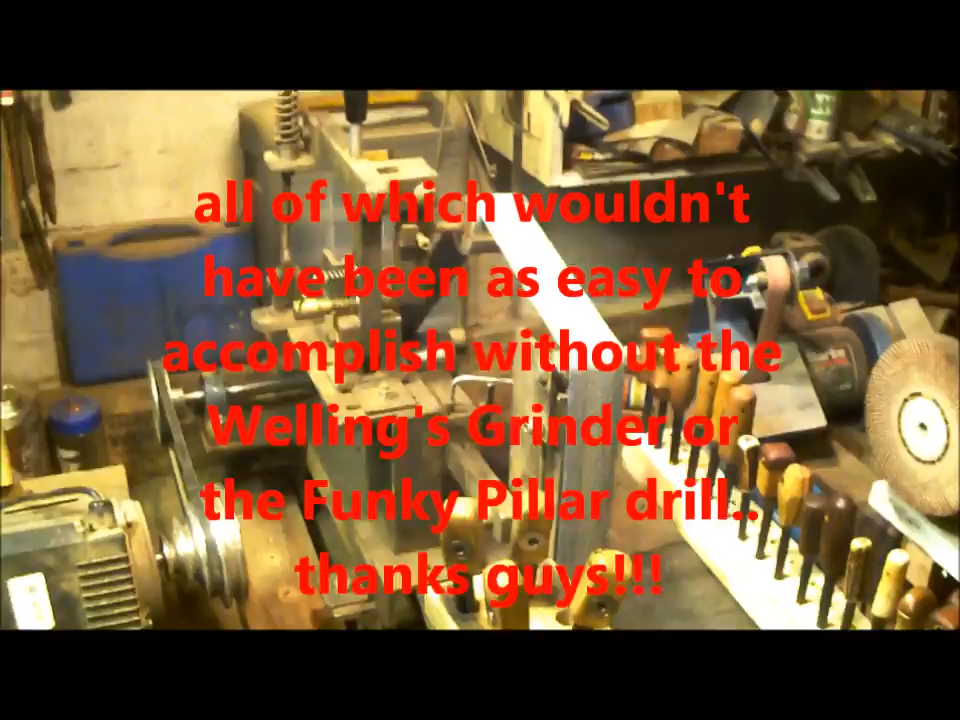 all of which wouldn't
have been as easy to
accomplish without the
Welling's Grinder or
the Funky Pillar drill..
thanks guys!!!